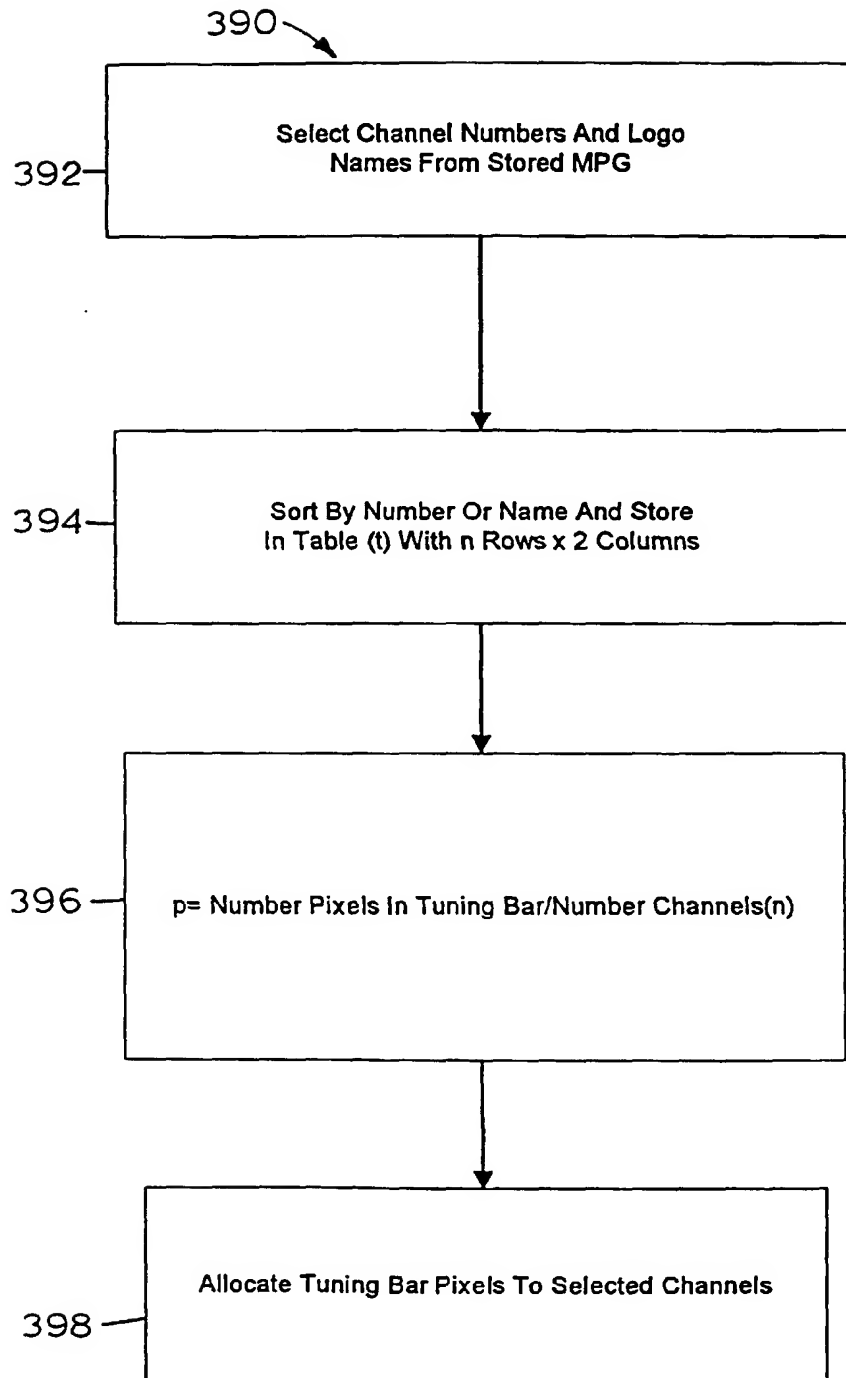 390
392
Select Channel Numbers And Logo
Names From Stored MPG
394
Sort By Number Or Name And Store
In Table (t) With n Rows x 2 Columns
396
p= Number Pixels In Tuning Bar/Number Channels(n)
398
Allocate Tuning Bar Pixels To Selected Channels